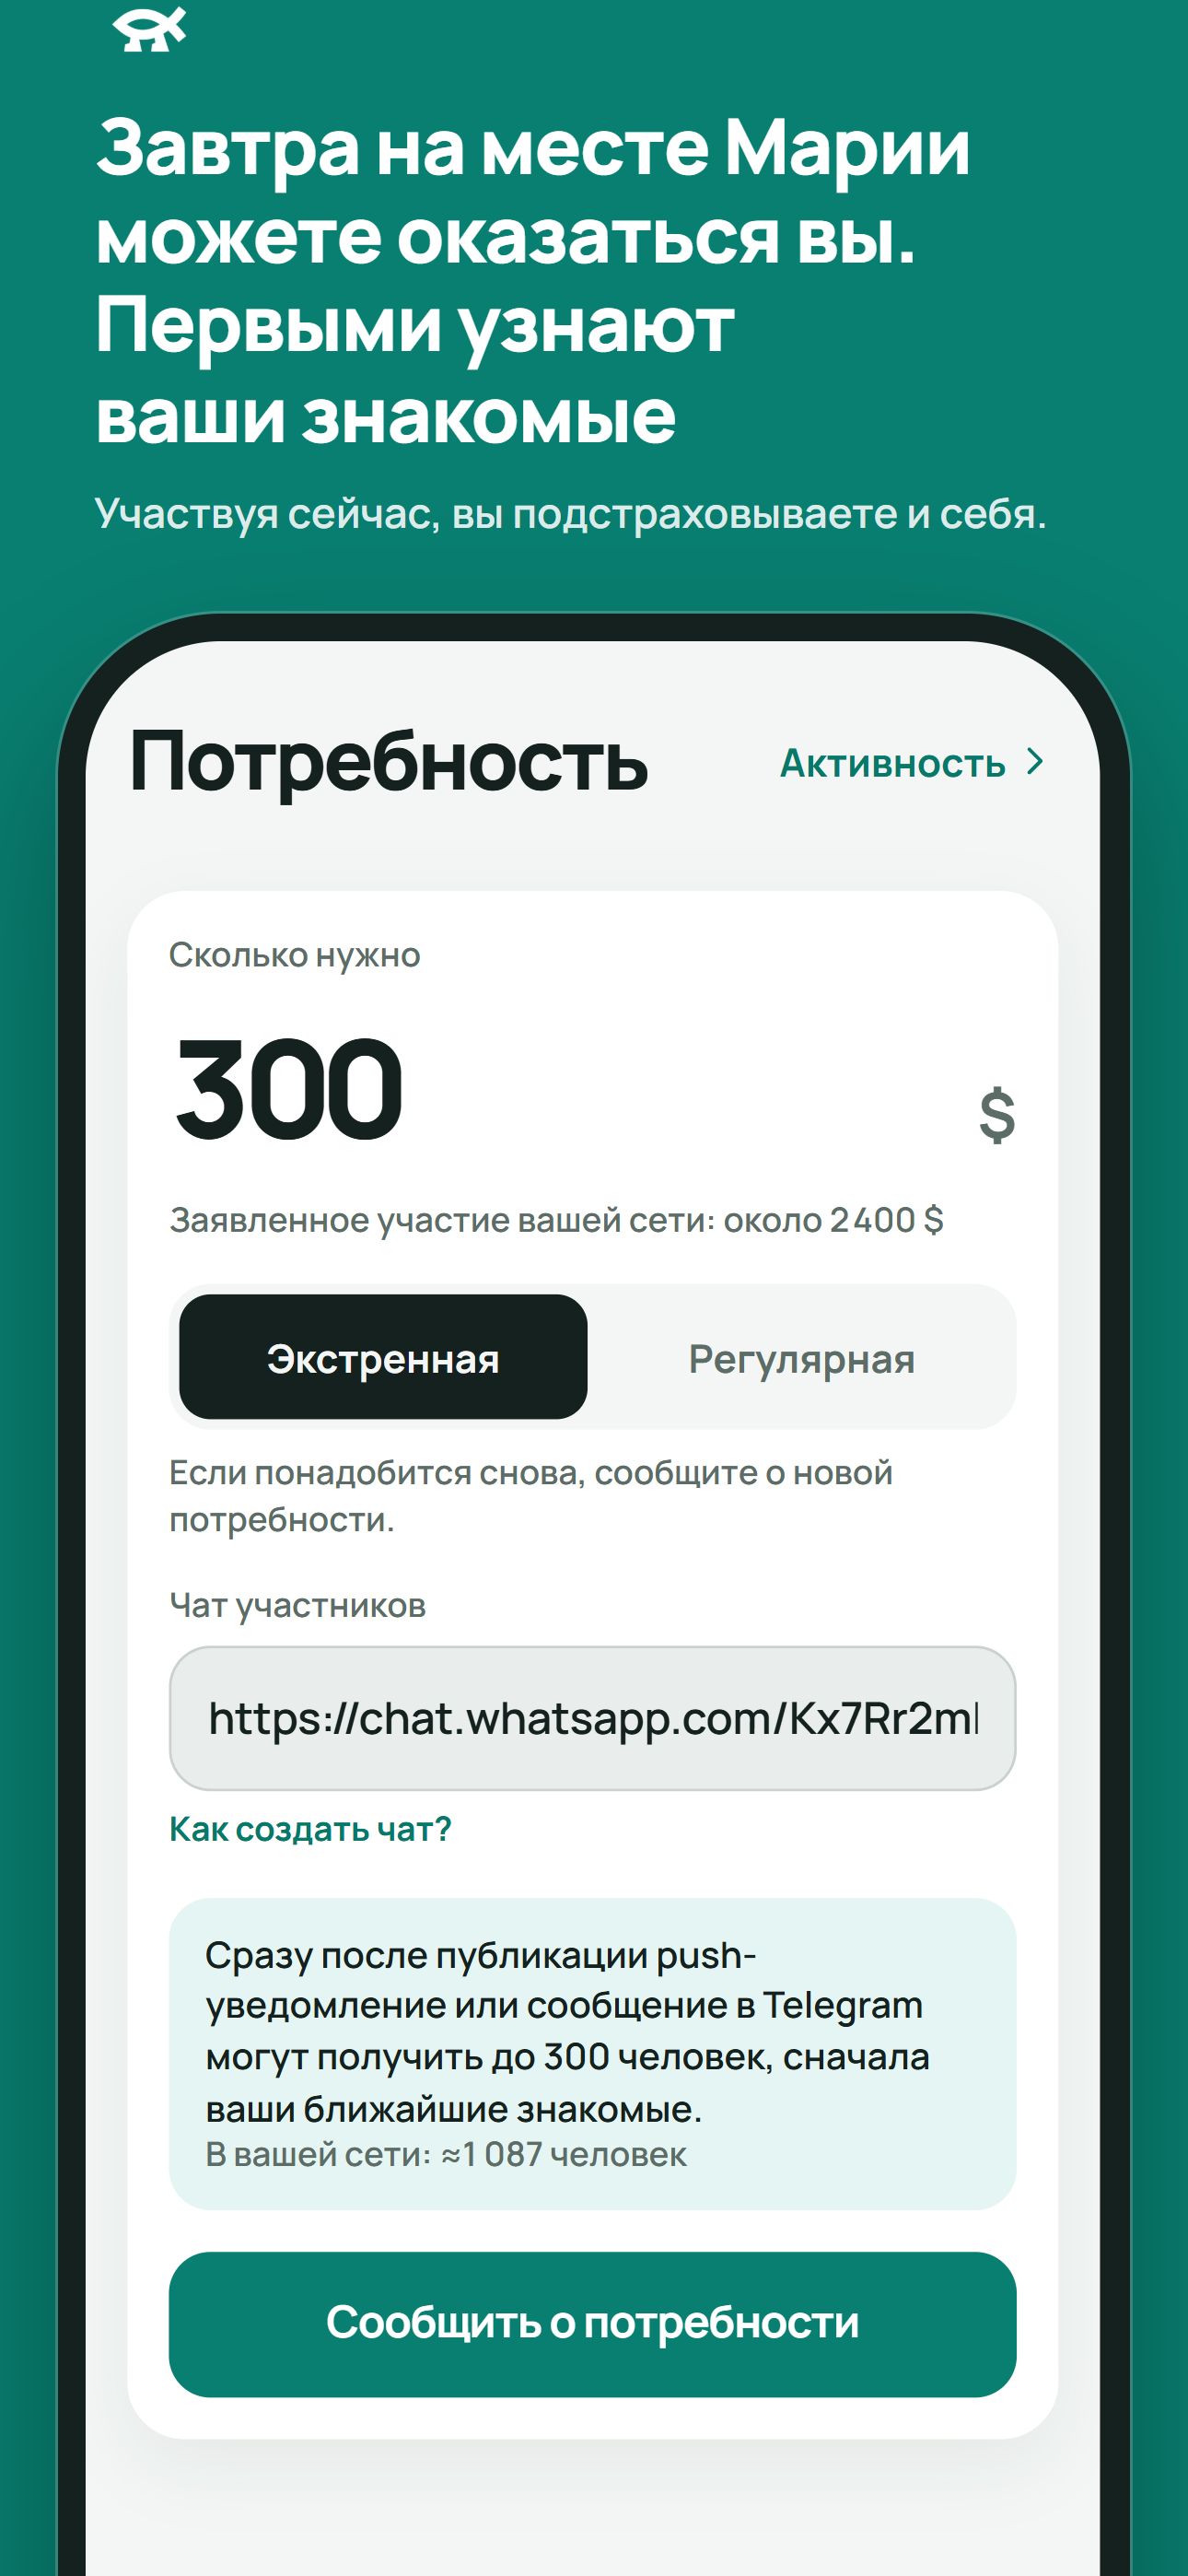 Завтра на месте Марии
можете оказаться вы.
Первыми узнают
ваши знакомые
Участвуя сейчас, вы подстраховываете и себя.
Потребность
Активность
Сколько нужно
300
$
Заявленное участие вашей сети: около 2 400 $
Экстренная
Регулярная
Если понадобится снова, сообщите о новой
потребности.
Чат участников
https://chat.whatsapp.com/Kx7Rr2m
Как создать чат?
Сразу после публикации push-
уведомление или сообщение в Telegram
могут получить до 300 человек, сначала
ваши ближайшие знакомые.
В вашей сети: ≈1 087 человек
Сообщить о потребности